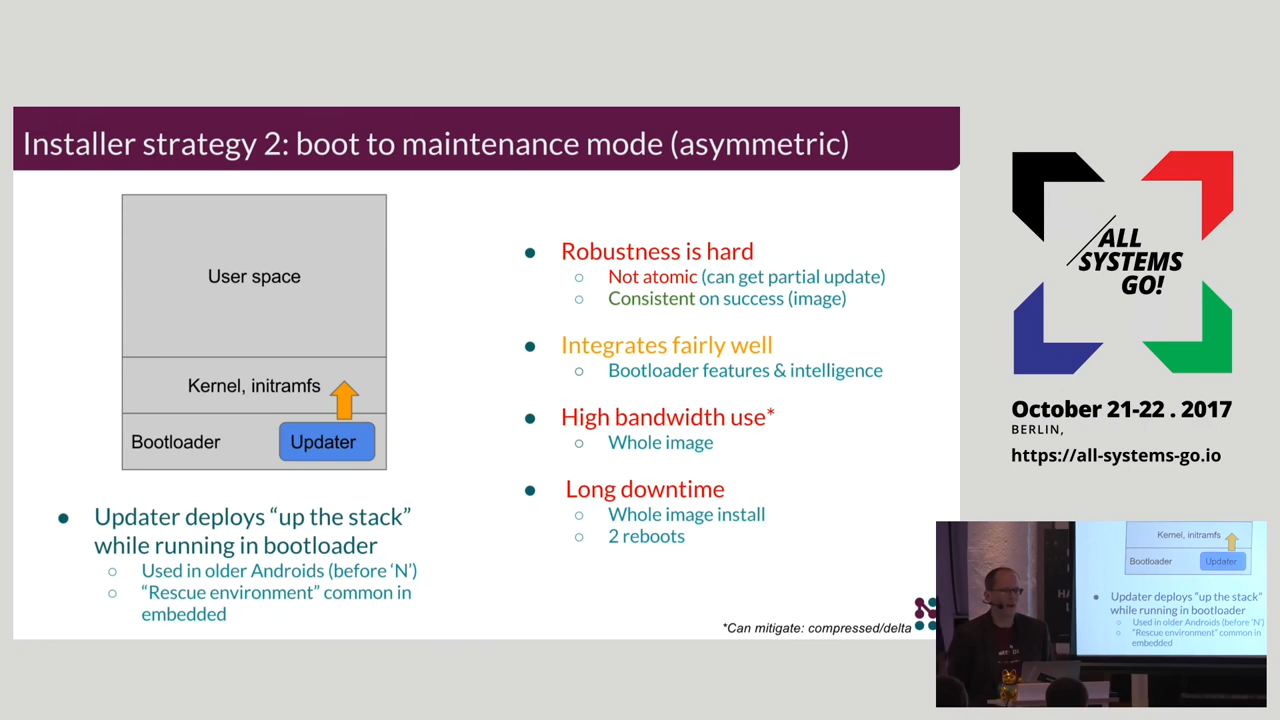 Installer strategy 2: boot to maintenance mode (asymmetric)
User space
Kernel, initramfs
Bootloader
Updater
● Updater deploys “up the stack”
while running in bootloader
○ Used in older Androids (before ‘N’)
○ “Rescue environment” common in
embedded
● Robustness is hard
○ Not atomic (can get partial update)
○ Consistent on success (image)
● Integrates fairly well
○ Bootloader features & intelligence
● High bandwidth use*
○ Whole image
● Long downtime
○ Whole image install
○ 2 reboots
*Can mitigate: compressed/delta
ALL
SYSTEMS
GO!
October 21-22 . 2017
BERLIN,
https://all-systems-go.io
Kernel, initramfs
Bootloader
Updater
● Updater deploys “up the stack”
while running in bootloader
○ Used in older Androids (before ‘N’)
○ “Rescue environment” common in
embedded